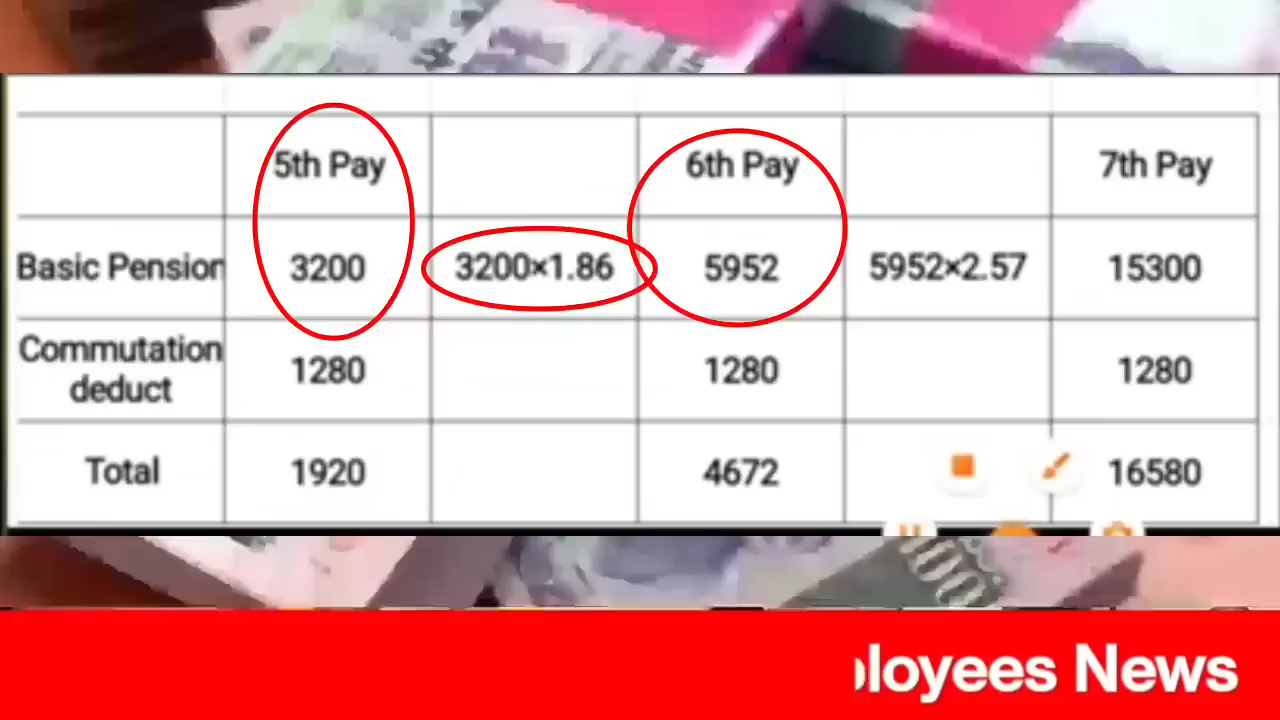 5th Pay 6th Pay 7th Pay
Basic Pension 3200 3200×1.86 5952 5952×2.57 15300
Commutation
deduct 1280 1280 1280
Total 1920 4672 16580
ployees News